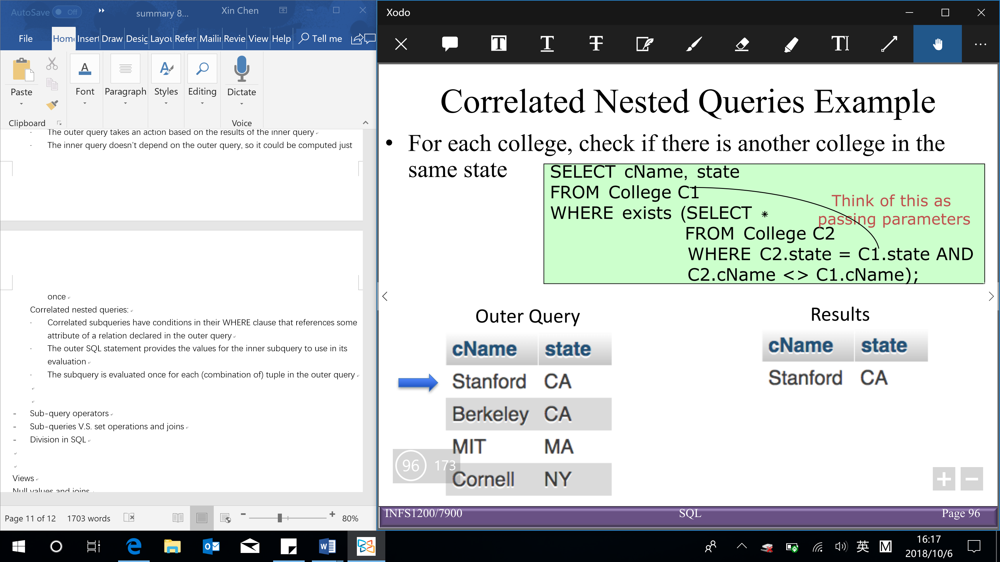 AutoSave Off
summary 8...
Xin Chen
File Home Insert Draw Desig Layou Refer Mailin Revie View Help Tell me
Paste
Font
Paragraph
Styles
Editing
Dictate
Clipboard
Voice
· The outer query takes an action based on the results of the inner query
· The inner query doesn't depend on the outer query, so it could be computed just
once
Correlated nested queries:
· Correlated subqueries have conditions in their WHERE clause that references some
attribute of a relation declared in the outer query
· The outer SQL statement provides the values for the inner subquery to use in its
evaluation
· The subquery is evaluated once for each (combination of) tuple in the outer query
- Sub-query operators
- Sub-queries V.S. set operations and joins
- Division in SQL
Views
Null values and joins
Page 11 of 12 1703 words 80%
Xodo
Correlated Nested Queries Example
• For each college, check if there is another college in the
same state
SELECT cName, state
FROM College C1
WHERE exists (SELECT *
FROM College C2
WHERE C2.state = C1.state AND
C2.cName <> C1.cName);
Think of this as
passing parameters
Outer Query
cName state
Stanford CA
Berkeley CA
MIT MA
Cornell NY
Results
cName state
Stanford CA
96 173
INFS1200/7900 SQL Page 96
英 M
16:17
2018/10/6